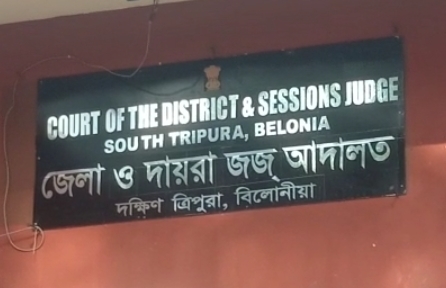 COURT OF THE DISTRICT & SESSIONS JUDGE
SOUTH TRIPURA, BELONIA
জেলা ও দায়রা জজ্ আদালত
দক্ষিণ ত্রিপুরা, বিলোনীয়া